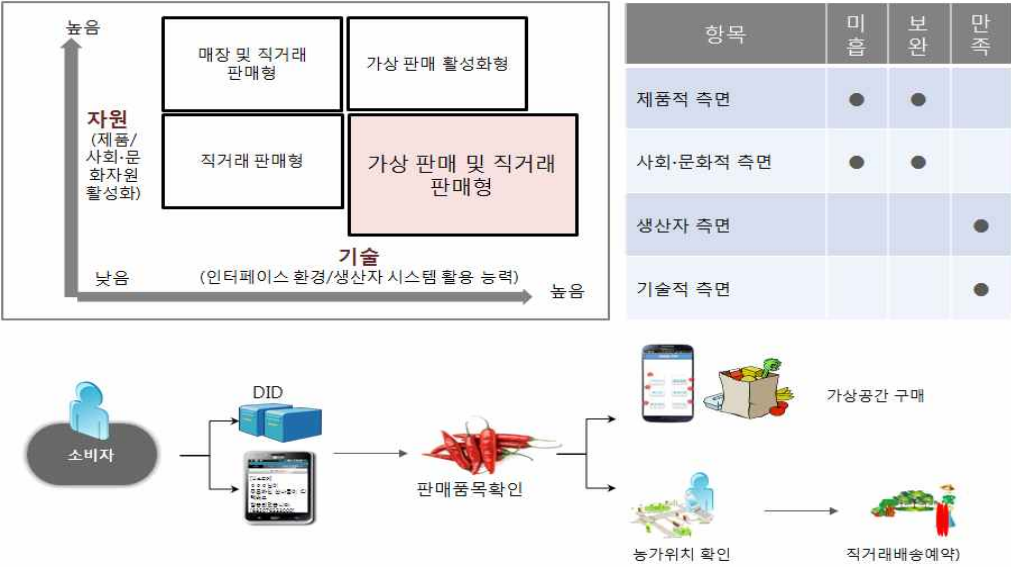 높음
매장 및 직거래
판매형
가상 판매 활성화형
자원
(제품/
사회·문
화자원
활성화)
직거래 판매형
가상 판매 및 직거래
판매형
기술
(인터페이스 환경/생산자 시스템 활용 능력)
낮음
높음
항목
미흡
보완
만족
제품적 측면
● ●
사회·문화적 측면
● ●
생산자 측면
●
기술적 측면
●
소비자
DID
판매품목확인
가상공간 구매
농가위치 확인
직거래배송예약)